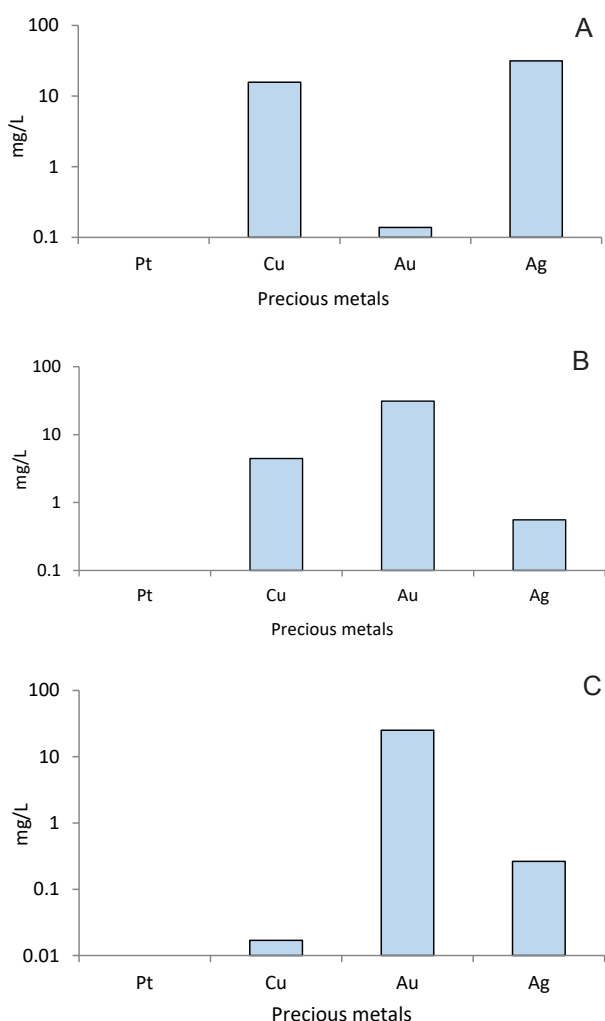 A
100
10
1
0.1
mg/L
Pt Cu Au Ag
Precious metals
B
100
10
1
0.1
mg/L
Pt Cu Au Ag
Precious metals
C
100
10
1
0.1
0.01
mg/L
Pt Cu Au Ag
Precious metals